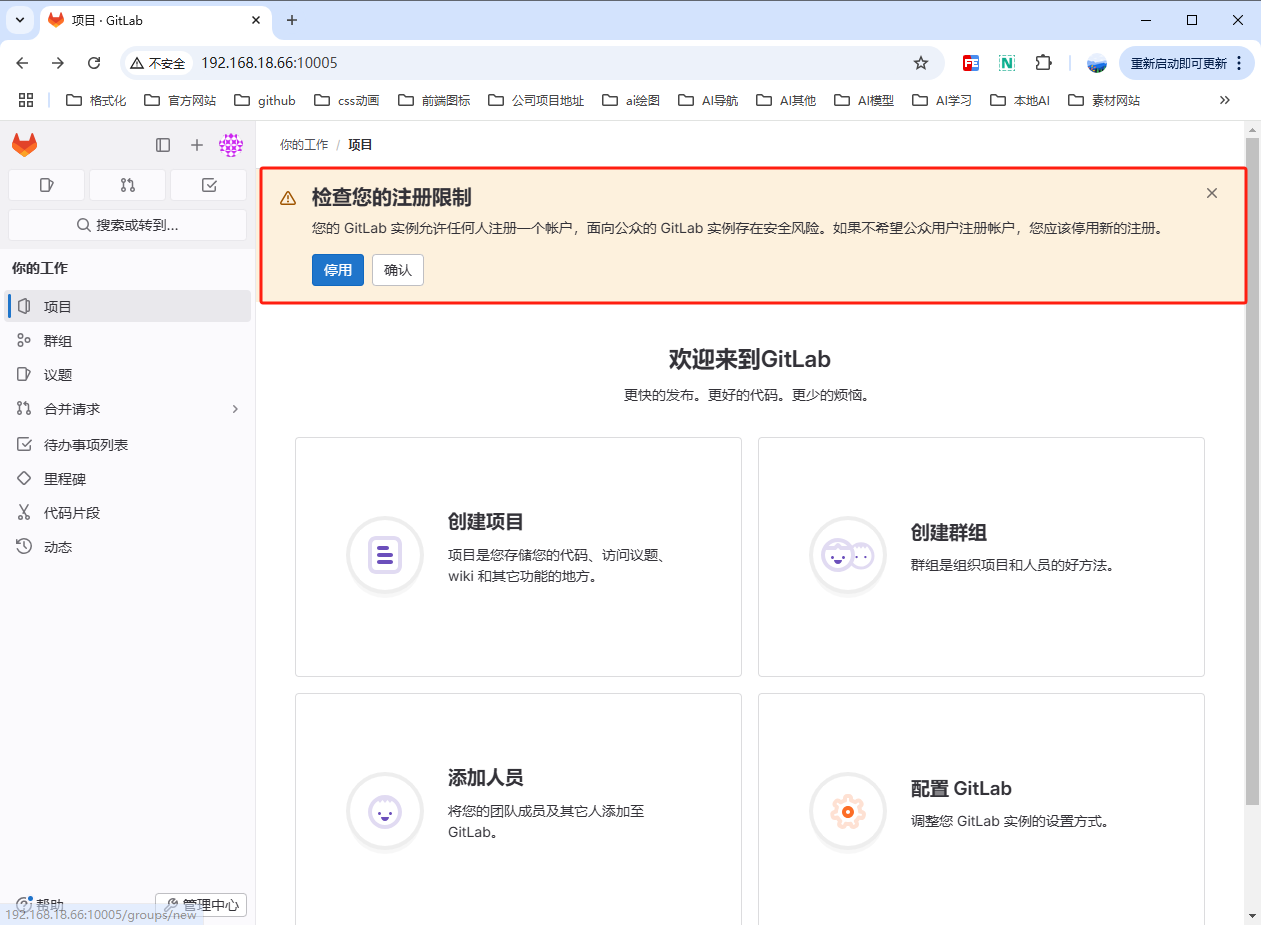 项目 · GitLab
不安全 192.168.18.66:10005
FE N 重新启动即可更新
格式化 官方网站 github css动画 前端图标 公司项目地址 ai绘图 AI导航 AI其他 AI模型 AI学习 本地AI 素材网站
你的工作 / 项目
搜索或转到...
检查您的注册限制
您的 GitLab 实例允许任何人注册一个帐户，面向公众的 GitLab 实例存在安全风险。如果不希望公众用户注册帐户，您应该停用新的注册。
停用 确认
你的工作
项目
群组
议题
合并请求
待办事项列表
里程碑
代码片段
动态
欢迎来到GitLab
更快的发布。更好的代码。更少的烦恼。
创建项目
项目是您存储您的代码、访问议题、
wiki 和其它功能的地方。
创建群组
群组是组织项目和人员的好方法。
添加人员
将您的团队成员及其它人添加至
GitLab。
配置 GitLab
调整您 GitLab 实例的设置方式。
帮助 管理中心
192.168.18.66:10005/groups/new